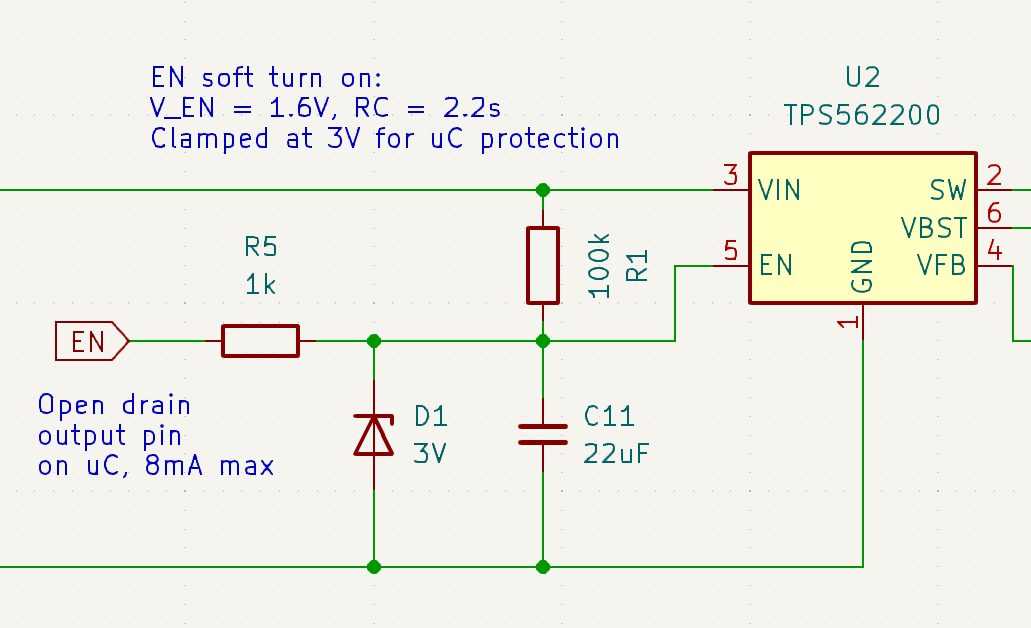 EN soft turn on:
V_EN = 1.6V, RC = 2.2s
Clamped at 3V for uC protection
U2
TPS562200
3
VIN
SW
2
VBST
6
5
EN
VFB
4
GND
1
R5
1k
100k
R1
EN
Open drain
output pin
on uC, 8mA max
D1
3V
C11
22uF